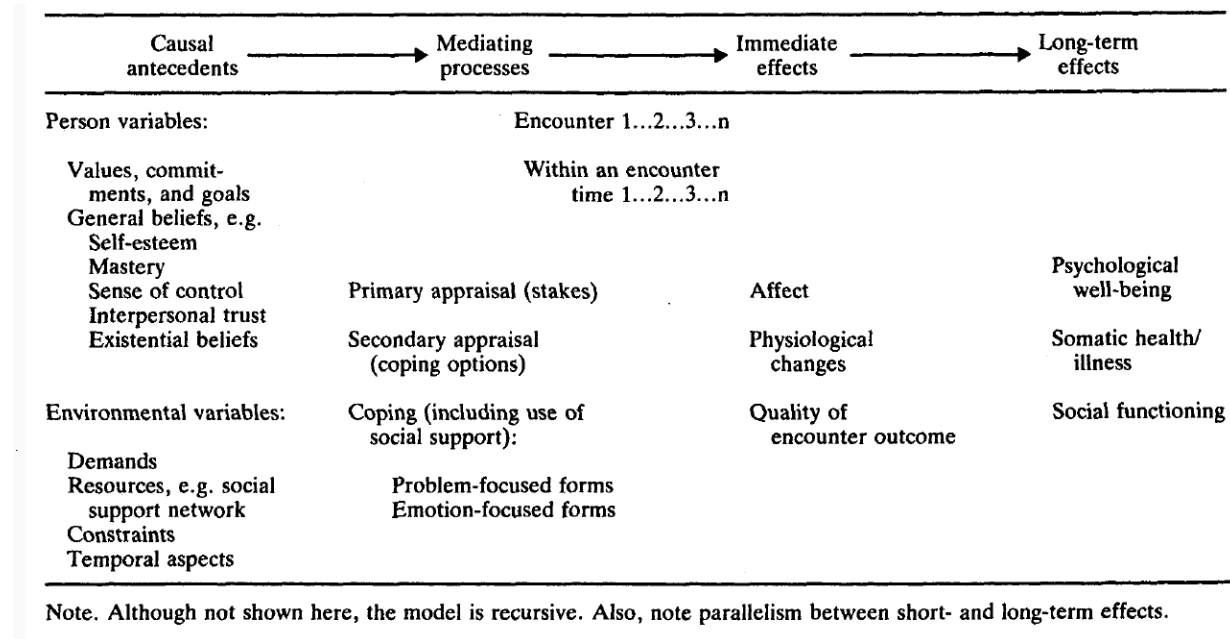 Causal antecedents
Mediating processes
Immediate effects
Long-term effects
Person variables:
Values, commit-
ments, and goals
General beliefs, e.g.
Self-esteem
Mastery
Sense of control
Interpersonal trust
Existential beliefs
Environmental variables:
Demands
Resources, e.g. social
support network
Constraints
Temporal aspects
Encounter 1...2...3...n
Within an encounter
time 1...2...3...n
Primary appraisal (stakes)
Secondary appraisal
(coping options)
Coping (including use of
social support):
Problem-focused forms
Emotion-focused forms
Affect
Physiological
changes
Quality of
encounter outcome
Psychological
well-being
Somatic health/
illness
Social functioning
Note. Although not shown here, the model is recursive. Also, note parallelism between short- and long-term effects.